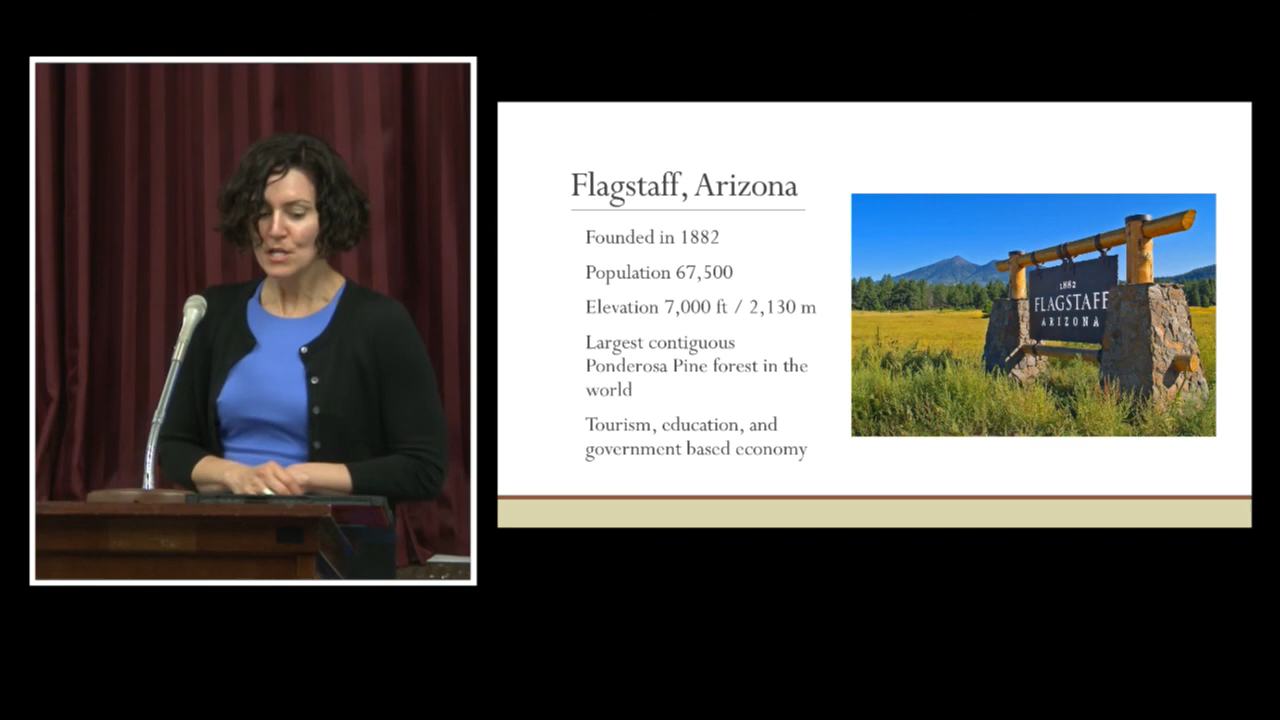 Flagstaff, Arizona
Founded in 1882
Population 67,500
Elevation 7,000 ft / 2,130 m
Largest contiguous
Ponderosa Pine forest in the
world
Tourism, education, and
government based economy
1882
FLAGSTAFF
ARIZONA